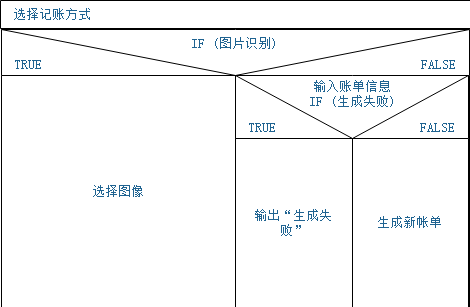 选择记账方式
IF (图片识别)
TRUE
FALSE
输入账单信息
IF (生成失败)
TRUE
FALSE
选择图像
输出“生成失
败”
生成新帐单